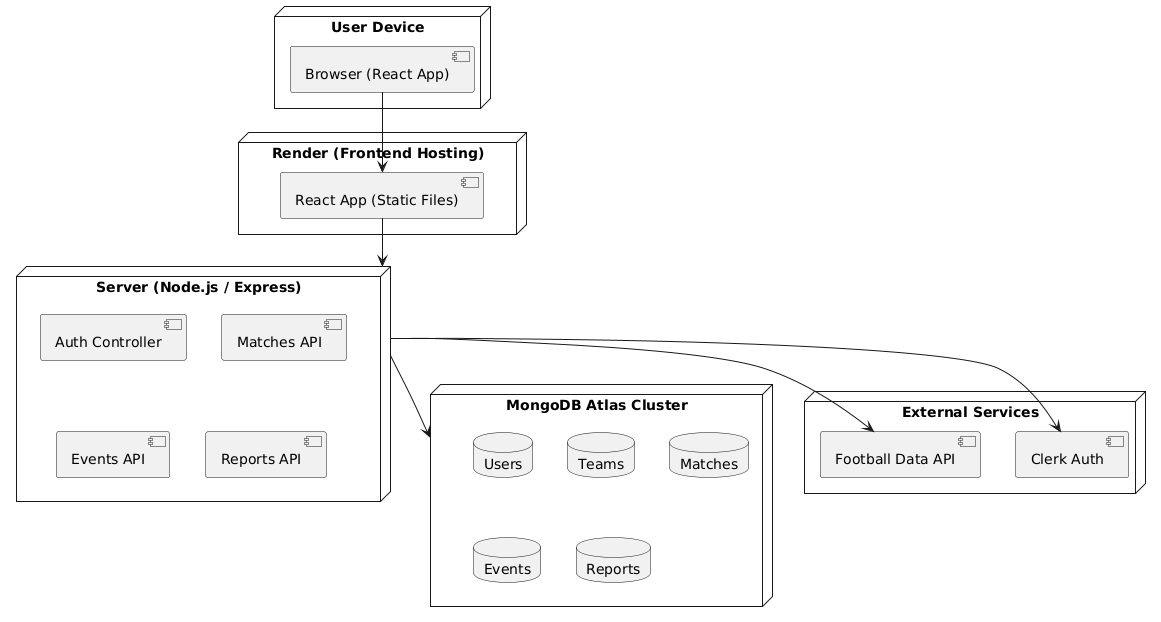 User Device
Browser (React App)
Render (Frontend Hosting)
React App (Static Files)
Server (Node.js / Express)
Auth Controller
Matches API
Events API
Reports API
MongoDB Atlas Cluster
Users
Teams
Matches
Events
Reports
External Services
Football Data API
Clerk Auth